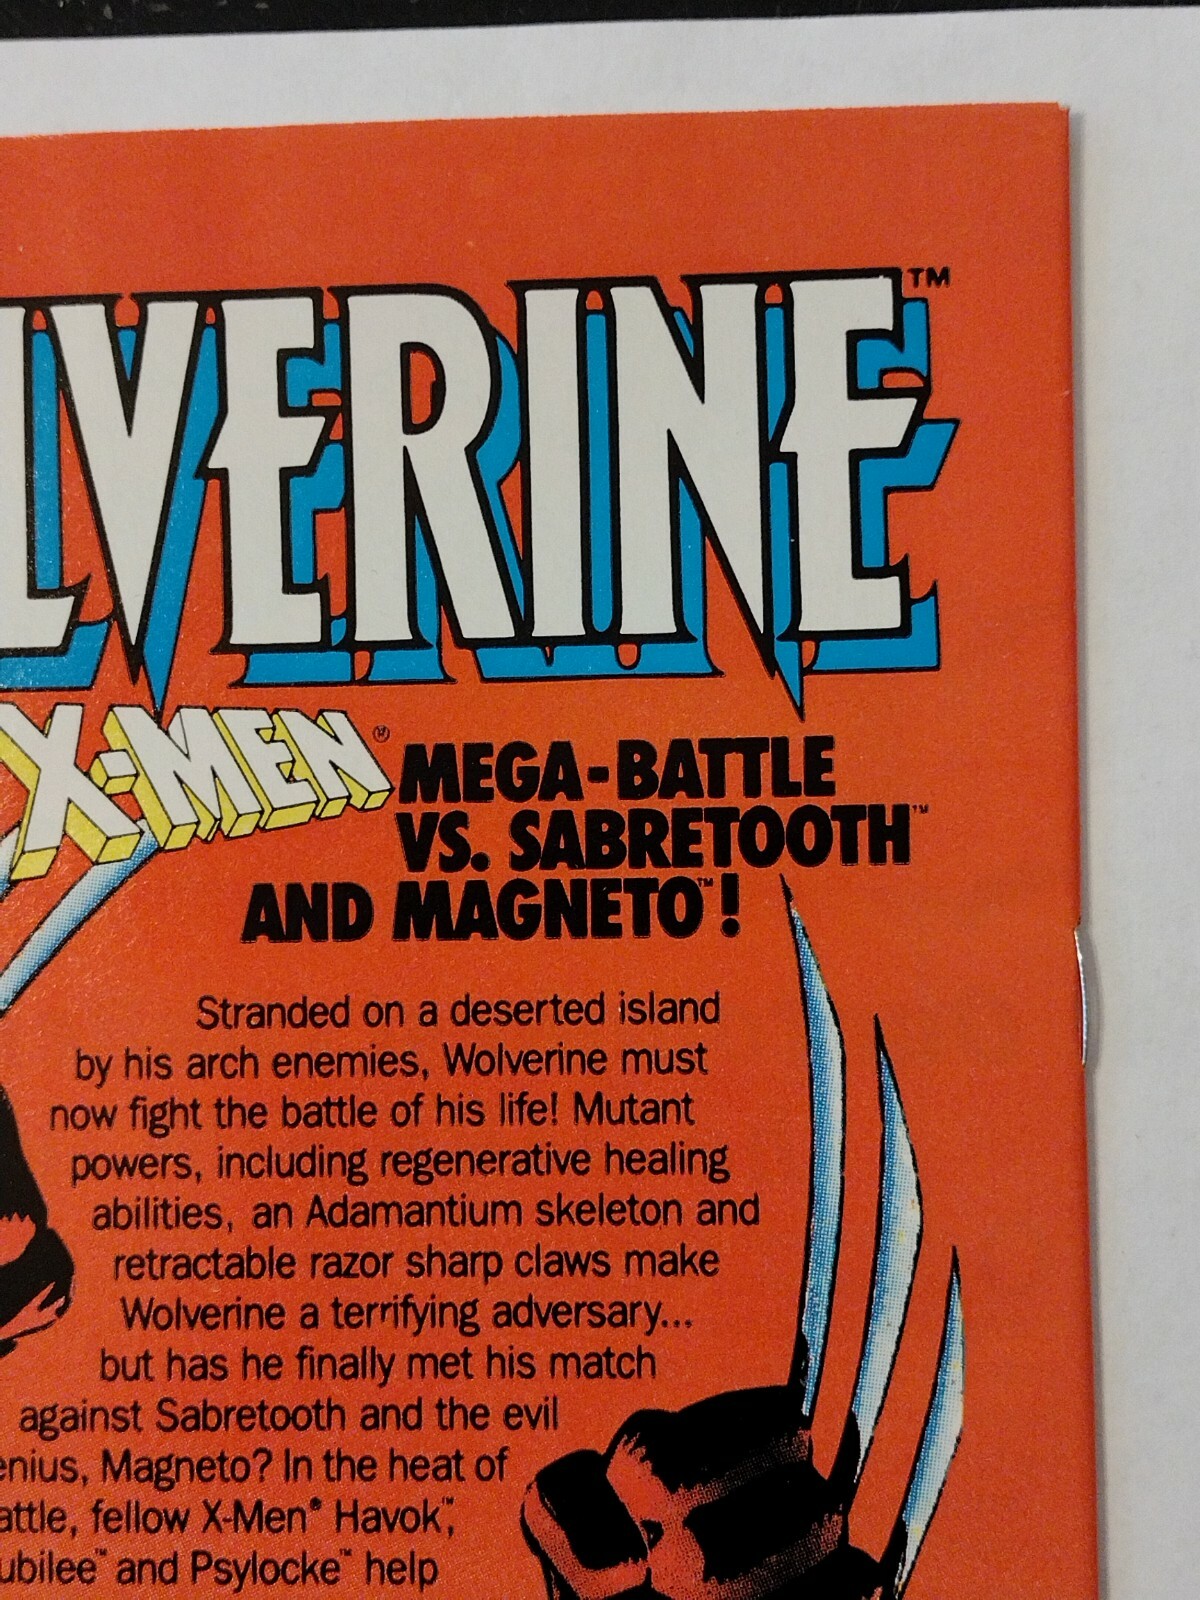 LVERINE™
X-MEN®
MEGA-BATTLE
VS. SABRETOOTH™
AND MAGNETO™!
Stranded on a deserted island
by his arch enemies, Wolverine must
now fight the battle of his life! Mutant
powers, including regenerative healing
abilities, an Adamantium skeleton and
retractable razor sharp claws make
Wolverine a terrifying adversary...
but has he finally met his match
against Sabretooth and the evil
enius, Magneto? In the heat of
attle, fellow X-Men® Havok™,
ubilee™ and Psylocke™ help